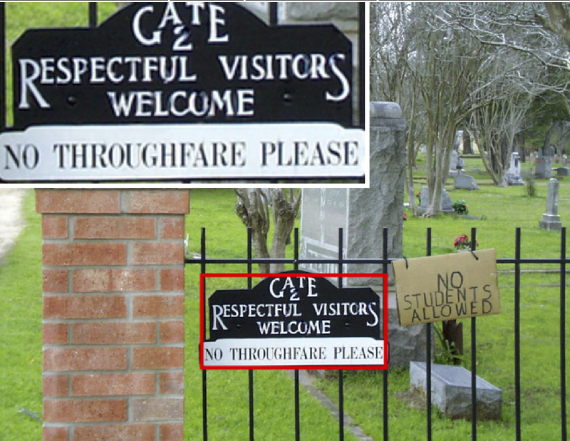 GATE
2
RESPECTFUL VISITORS
WELCOME
NO THROUGHFARE PLEASE
GATE
2
RESPECTFUL VISITORS
WELCOME
NO THROUGHFARE PLEASE
NO
STUDENTS
ALLOWED